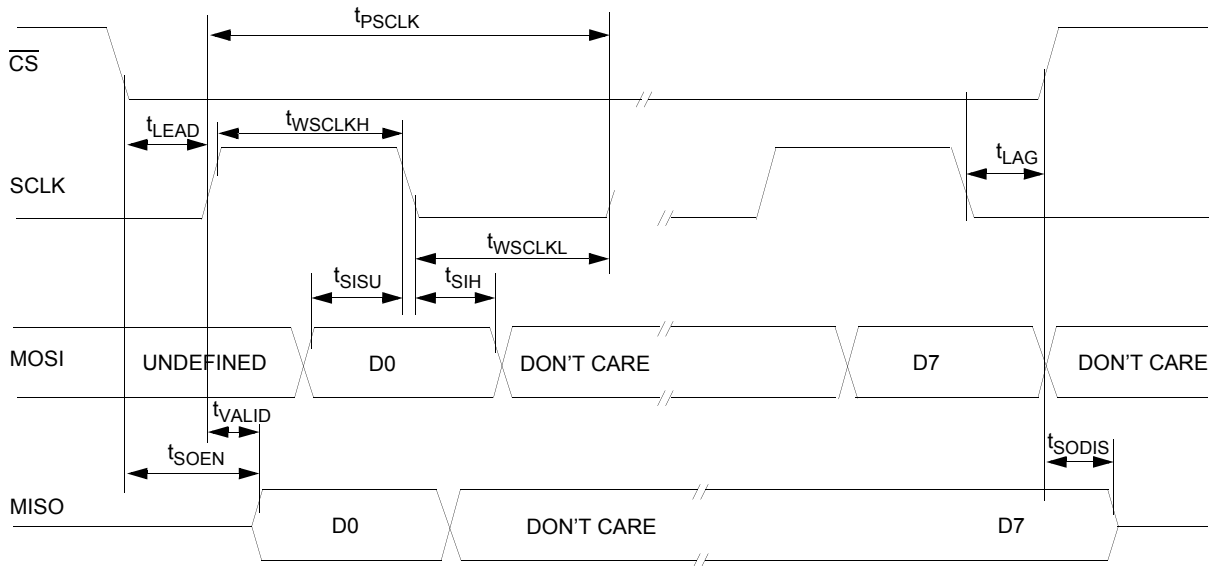 tPSCLK
CS
tLEAD
tWSCLKH
tLAG
SCLK
tWSCLKL
tSISU
tSIH
MOSI
UNDEFINED
D0
DON'T CARE
D7
DON'T CARE
tVALID
tSOEN
tSODIS
MISO
D0
DON'T CARE
D7